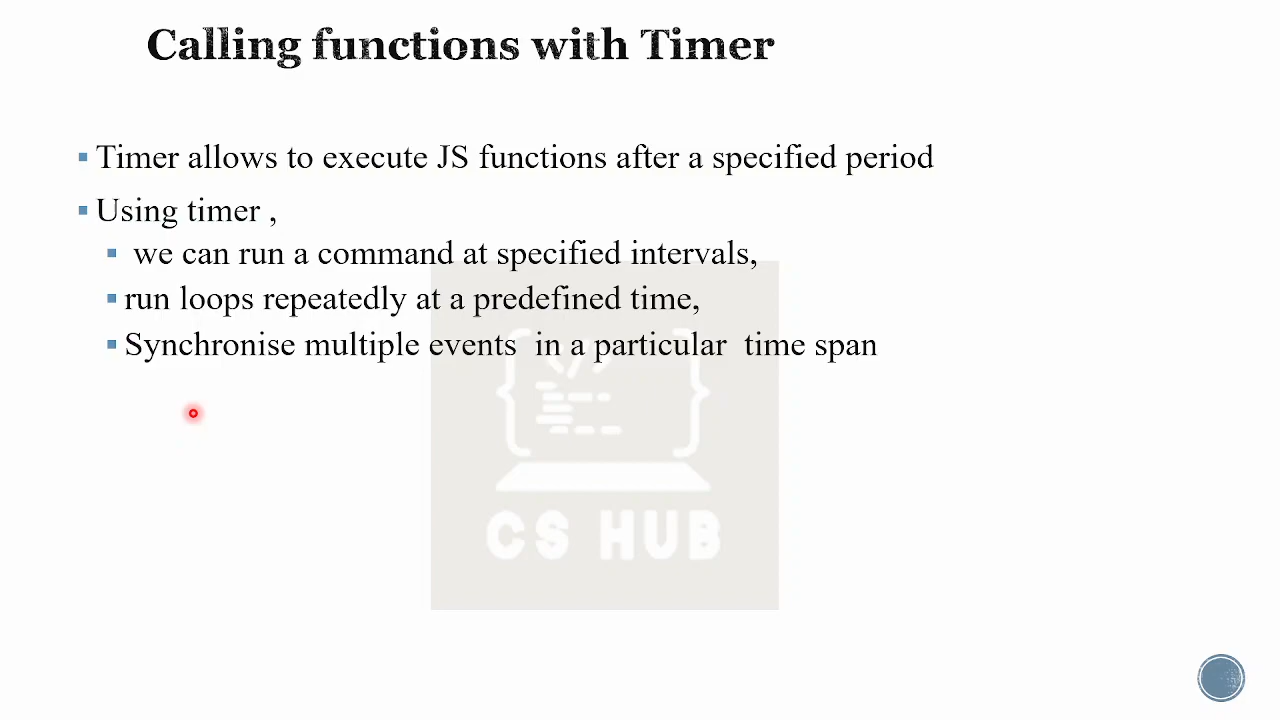 Calling functions with Timer
Timer allows to execute JS functions after a specified period
Using timer ,
we can run a command at specified intervals,
run loops repeatedly at a predefined time,
Synchronise multiple events in a particular time span
CS HUB